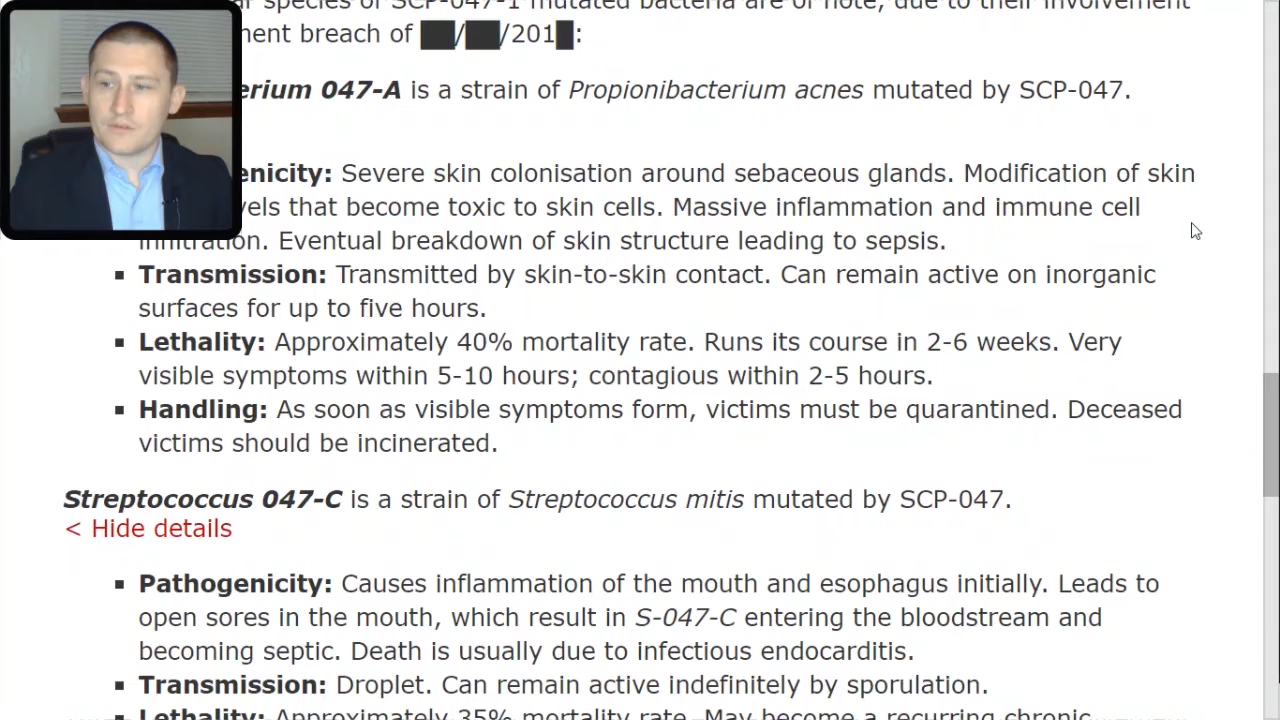 species of SCP-047-1 mutated bacteria are of note, due to their involvement
ment breach of ██/██/201█:
erium 047-A is a strain of Propionibacterium acnes mutated by SCP-047.
enicity: Severe skin colonisation around sebaceous glands. Modification of skin
vels that become toxic to skin cells. Massive inflammation and immune cell
infiltration. Eventual breakdown of skin structure leading to sepsis.
▪ Transmission: Transmitted by skin-to-skin contact. Can remain active on inorganic
surfaces for up to five hours.
▪ Lethality: Approximately 40% mortality rate. Runs its course in 2-6 weeks. Very
visible symptoms within 5-10 hours; contagious within 2-5 hours.
▪ Handling: As soon as visible symptoms form, victims must be quarantined. Deceased
victims should be incinerated.
Streptococcus 047-C is a strain of Streptococcus mitis mutated by SCP-047.
< Hide details
▪ Pathogenicity: Causes inflammation of the mouth and esophagus initially. Leads to
open sores in the mouth, which result in S-047-C entering the bloodstream and
becoming septic. Death is usually due to infectious endocarditis.
▪ Transmission: Droplet. Can remain active indefinitely by sporulation.
▪ Lethality: Approximately 35% mortality rate. May become a recurring chronic